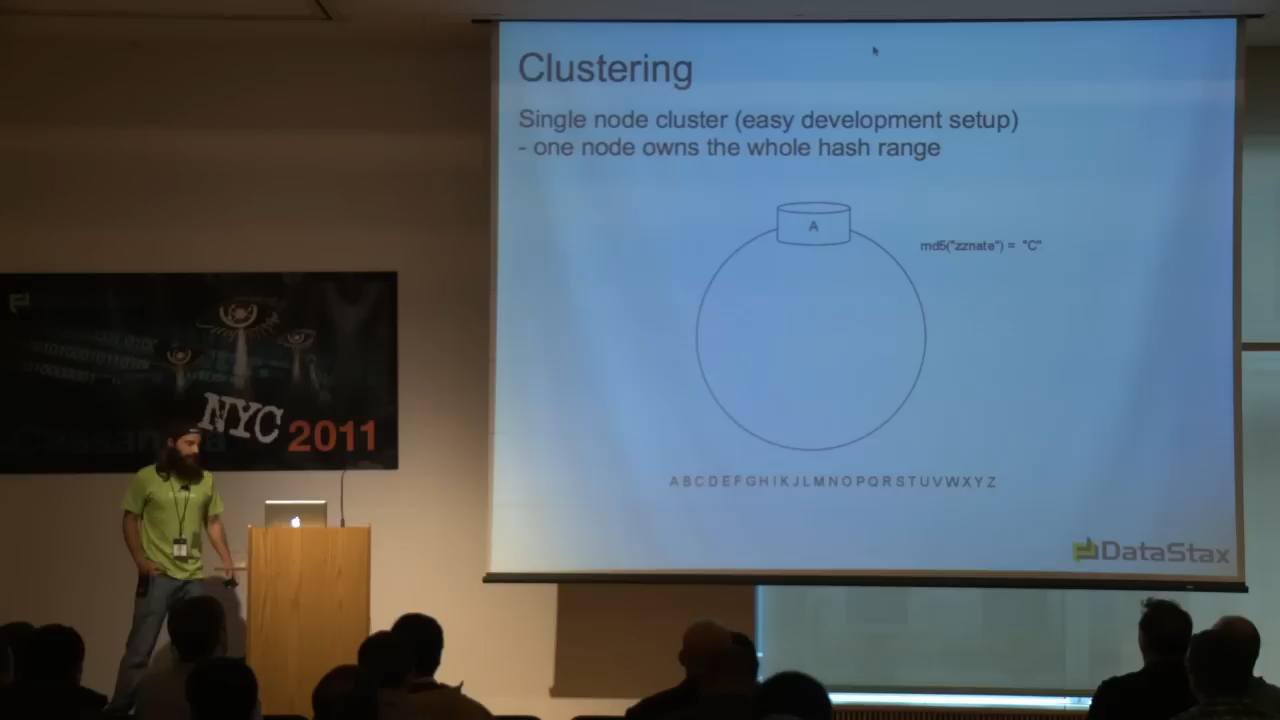 Clustering
Single node cluster (easy development setup)
- one node owns the whole hash range
A
md5("zznate") = "C"
A B C D E F G H I K J L M N O P Q R S T U V W X Y Z
DataStax
NYC 2011